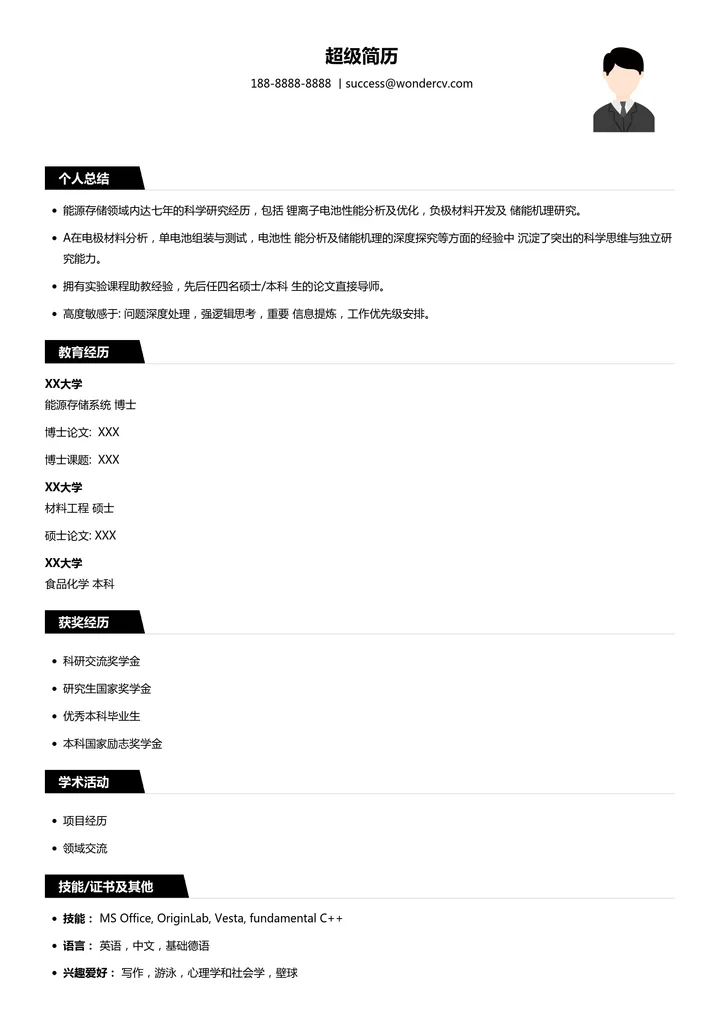 超级简历
188-8888-8888 | success@wondercv.com
个人总结
能源存储领域内达七年的科学研究经历，包括 锂离子电池性能分析及优化，负极材料开发及 储能机理研究。
A在电极材料分析，单电池组装与测试，电池性 能分析及储能机理的深度探究等方面的经验中 沉淀了突出的科学思维与独立研
究能力。
拥有实验课程助教经验，先后任四名硕士/本科 生的论文直接导师。
高度敏感于: 问题深度处理，强逻辑思考，重要 信息提炼，工作优先级安排。
教育经历
XX大学
能源存储系统 博士
博士论文: XXX
博士课题: XXX
XX大学
材料工程 硕士
硕士论文: XXX
XX大学
食品化学 本科
获奖经历
科研交流奖学金
研究生国家奖学金
优秀本科毕业生
本科国家励志奖学金
学术活动
项目经历
领域交流
技能/证书及其他
技能： MS Office, OriginLab, Vesta, fundamental C++
语言： 英语，中文，基础德语
兴趣爱好： 写作，游泳，心理学和社会学，壁球